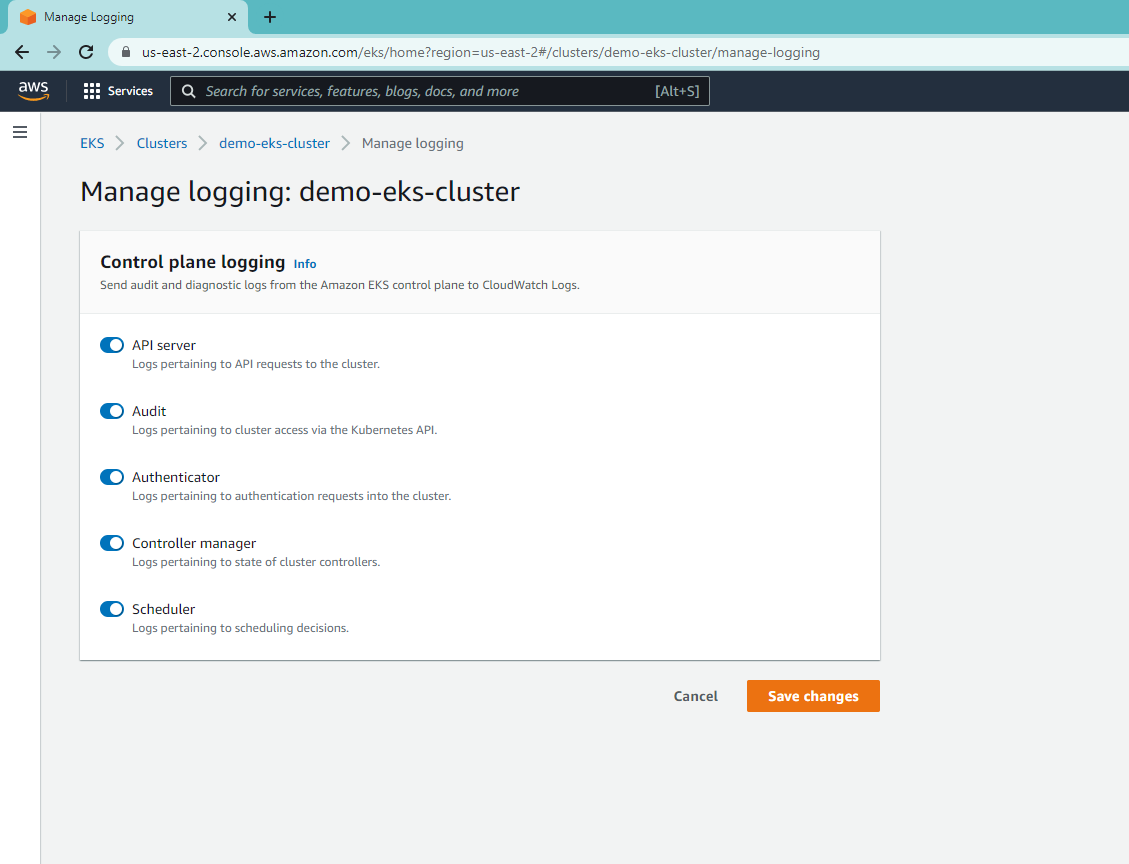 Manage Logging
us-east-2.console.aws.amazon.com/eks/home?region=us-east-2#/clusters/demo-eks-cluster/manage-logging
aws Services Search for services, features, blogs, docs, and more [Alt+S]
EKS Clusters demo-eks-cluster Manage logging
Manage logging: demo-eks-cluster
Control plane logging Info
Send audit and diagnostic logs from the Amazon EKS control plane to CloudWatch Logs.
API server
Logs pertaining to API requests to the cluster.
Audit
Logs pertaining to cluster access via the Kubernetes API.
Authenticator
Logs pertaining to authentication requests into the cluster.
Controller manager
Logs pertaining to state of cluster controllers.
Scheduler
Logs pertaining to scheduling decisions.
Cancel Save changes